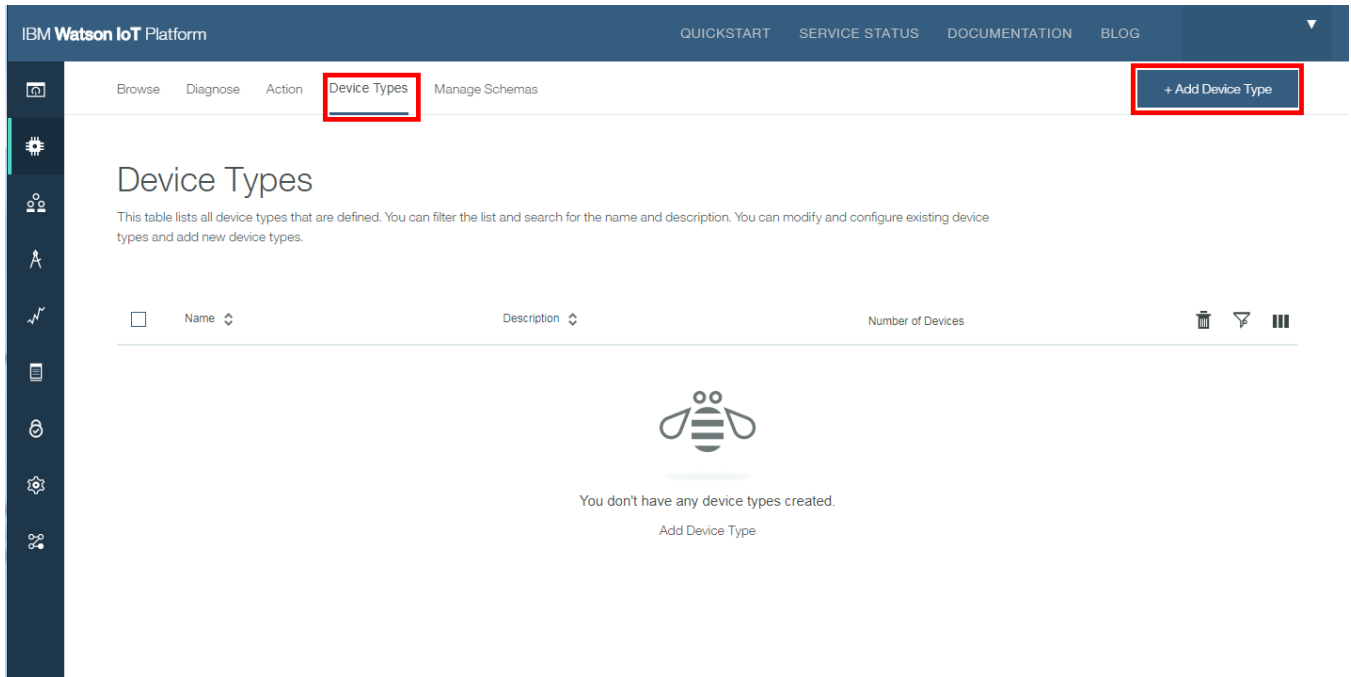 IBM Watson IoT Platform
QUICKSTART SERVICE STATUS DOCUMENTATION BLOG
Browse Diagnose Action Device Types Manage Schemas
+ Add Device Type
Device Types
This table lists all device types that are defined. You can filter the list and search for the name and description. You can modify and configure existing device
types and add new device types.
Name Description Number of Devices
You don't have any device types created.
Add Device Type